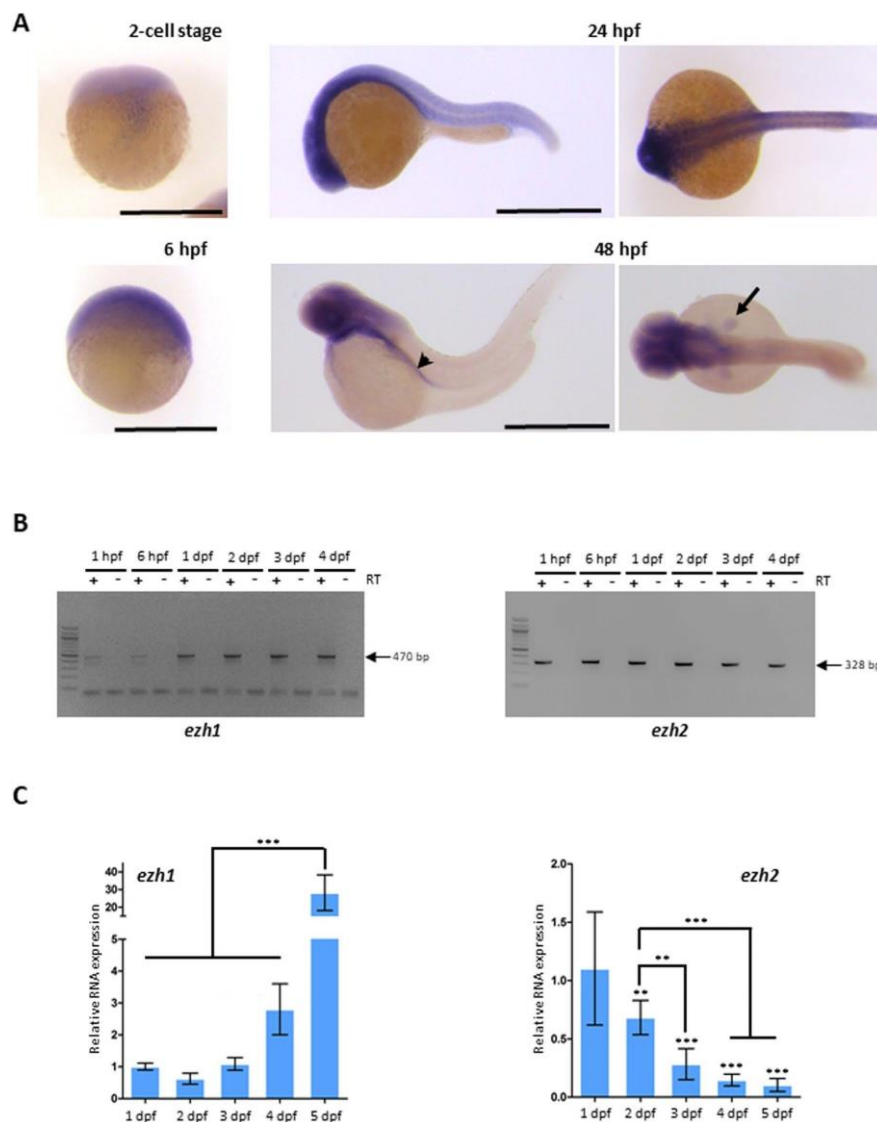 A
2-cell stage
24 hpf
6 hpf
48 hpf
B
1 hpf 6 hpf 1 dpf 2 dpf 3 dpf 4 dpf
+ - + - + - + - + - + - RT
470 bp
ezh1
1 hpf 6 hpf 1 dpf 2 dpf 3 dpf 4 dpf
+ - + - + - + - + - + - RT
328 bp
ezh2
C
ezh1
***
Relative RNA expression
40
30
20
10
5
4
3
2
1
0
1 dpf 2 dpf 3 dpf 4 dpf 5 dpf
ezh2
Relative RNA expression
2.0
1.5
1.0
0.5
0.0
***
**
**
***
***
***
1 dpf 2 dpf 3 dpf 4 dpf 5 dpf